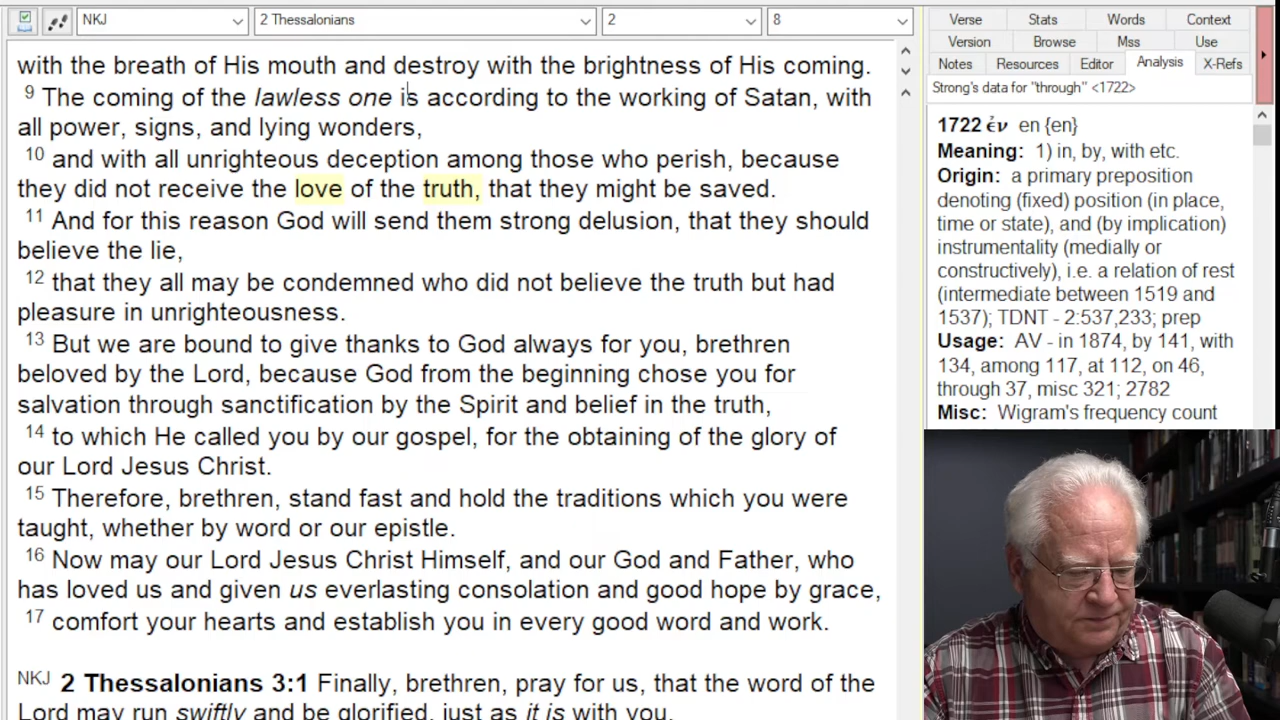 NKJ 2 Thessalonians 2 8
with the breath of His mouth and destroy with the brightness of His coming.
9 The coming of the lawless one is according to the working of Satan, with
all power, signs, and lying wonders,
10 and with all unrighteous deception among those who perish, because
they did not receive the love of the truth, that they might be saved.
11 And for this reason God will send them strong delusion, that they should
believe the lie,
12 that they all may be condemned who did not believe the truth but had
pleasure in unrighteousness.
13 But we are bound to give thanks to God always for you, brethren
beloved by the Lord, because God from the beginning chose you for
salvation through sanctification by the Spirit and belief in the truth,
14 to which He called you by our gospel, for the obtaining of the glory of
our Lord Jesus Christ.
15 Therefore, brethren, stand fast and hold the traditions which you were
taught, whether by word or our epistle.
16 Now may our Lord Jesus Christ Himself, and our God and Father, who
has loved us and given us everlasting consolation and good hope by grace,
17 comfort your hearts and establish you in every good word and work.
NKJ 2 Thessalonians 3:1 Finally, brethren, pray for us, that the word of the
Lord may run swiftly and be glorified, just as it is with you,
Verse Stats Words Context
Version Browse Mss Use
Notes Resources Editor Analysis X-Refs
Strong's data for "through" <1722>
1722 ἐν en {en}
Meaning: 1) in, by, with etc.
Origin: a primary preposition
denoting (fixed) position (in place,
time or state), and (by implication)
instrumentality (medially or
constructively), i.e. a relation of rest
(intermediate between 1519 and
1537); TDNT - 2:537,233; prep
Usage: AV - in 1874, by 141, with
134, among 117, at 112, on 46,
through 37, misc 321; 2782
Misc: Wigram's frequency count